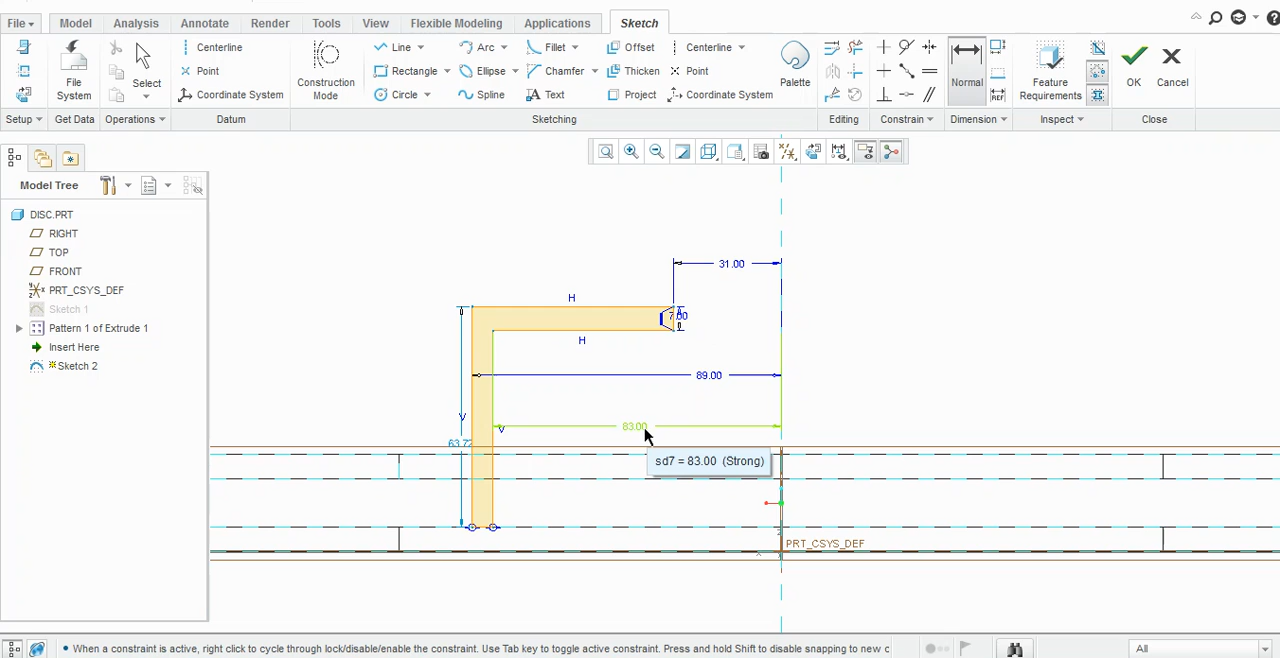 File Model Analysis Annotate Render Tools View Flexible Modeling Applications Sketch
Centerline Line Arc Fillet Offset Centerline
Point Rectangle Ellipse Chamfer Thicken Point
Coordinate System Circle Spline Text Project Coordinate System
File System
Select
Construction Mode
Palette
Normal
REF
Feature Requirements
OK
Cancel
Setup Get Data Operations Datum Sketching Editing Constrain Dimension Inspect Close
Model Tree
DISC.PRT
RIGHT
TOP
FRONT
PRT_CSYS_DEF
Sketch 1
Pattern 1 of Extrude 1
Insert Here
Sketch 2
31.00
H
7.00
H
89.00
V
83.00
V
63.72
sd7 = 83.00 (Strong)
PRT_CSYS_DEF
When a constraint is active, right click to cycle through lock/disable/enable the constraint. Use Tab key to toggle active constraint. Press and hold Shift to disable snapping to new c
All